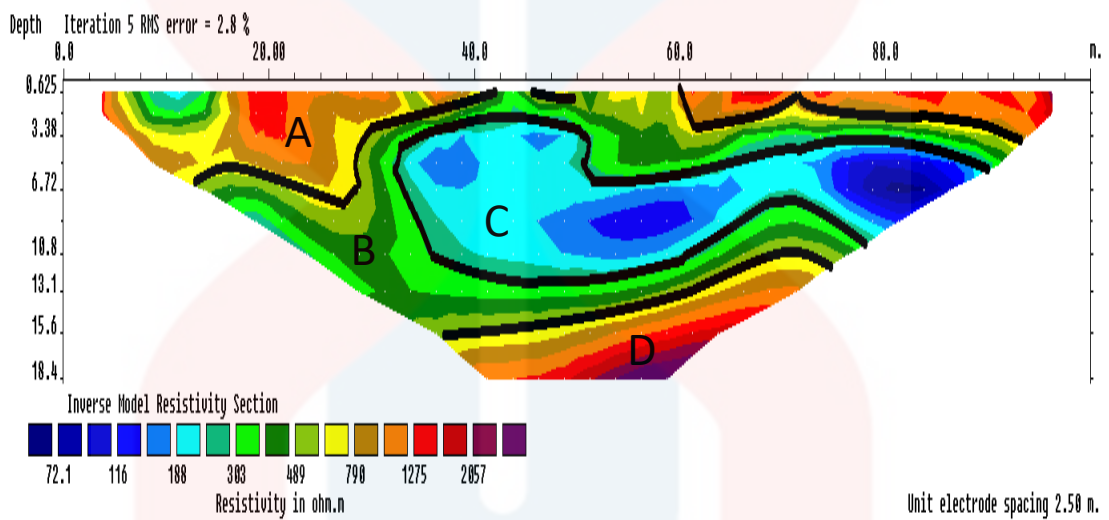 Depth Iteration 5 RMS error = 2.8 %
0.0 20.00 40.0 60.0 80.0 m.
0.625
3.38
6.72
10.8
13.1
15.6
18.4
A
B
C
D
Inverse Model Resistivity Section
72.1 116 188 303 489 790 1275 2057
Resistivity in ohm.m
Unit electrode spacing 2.50 m.